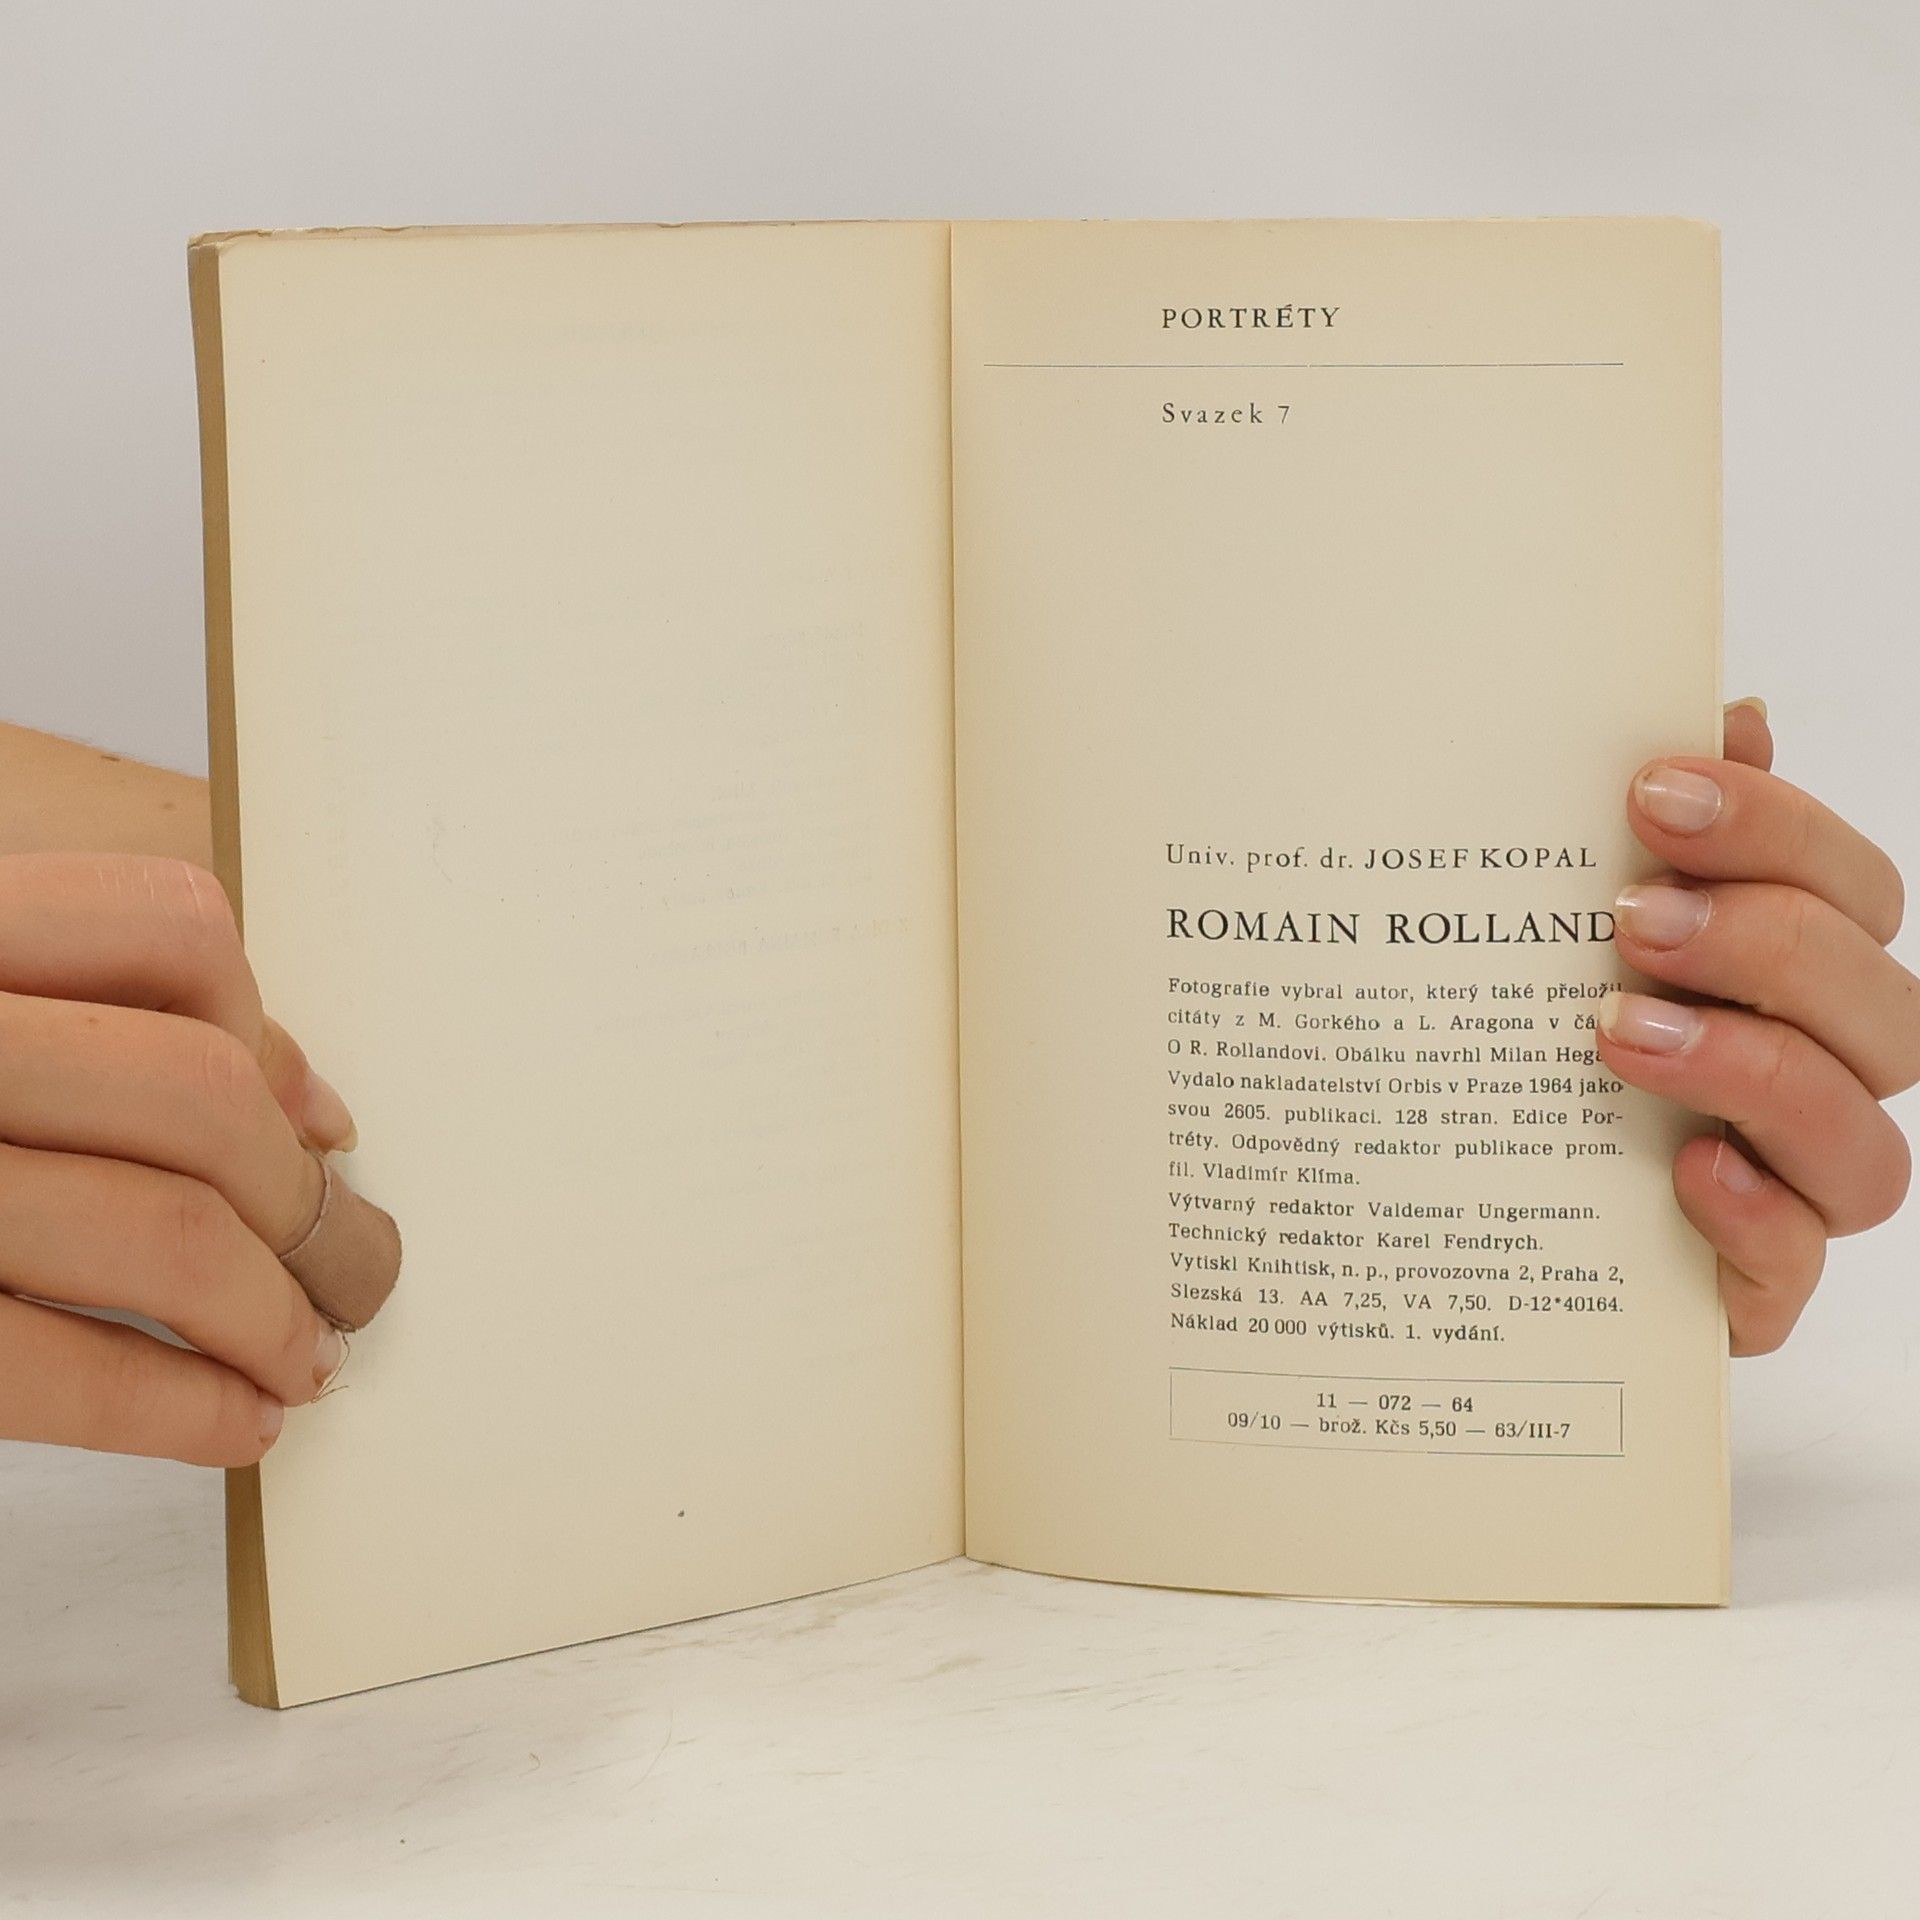 PORTRÉTY
Svazek 7
Univ. prof. dr. JOSEF KOPAL
ROMAIN ROLLAND
Fotografie vybral autor, který také přeložil
citáty z M. Gorkého a L. Aragona v
O R. Rollandovi. Obálku navrhl Milan
Vydalo nakladatelství Orbis v Praze 1964 jako
svou 2605. publikaci. 128 stran. Edice Por-
tréty. Odpovědný redaktor publikace prom.
fil. Vladimír Klíma.
Výtvarný redaktor Valdemar Ungermann.
Technický redaktor Karel Fendrych.
Vytiskl Knihtisk, n. p., provozovna 2, Praha 2,
Slezská 13. AA 7,25, VA 7,50. D-12*40164.
Náklad 20 000 výtisků. 1. vydání.
11 — 072 — 64
09/10 — brož. Kčs 5,50 — 63/III-7